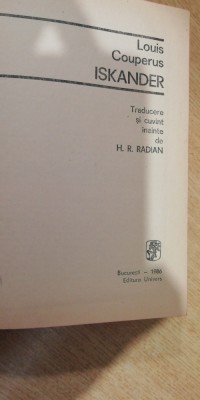 Louis
Couperus
ISKANDER
Traducere
și cuvînt
înainte
de
H. R. RADIAN
București – 1986
Editura Univers